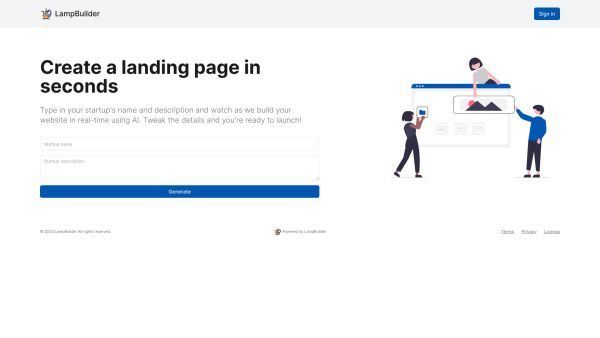 LampBuilder
Sign in
Create a landing page in
seconds
Type in your startup's name and description and watch as we build your
website in real-time using AI. Tweak the details and you're ready to launch!
Startup name
Startup description
Generate
© 2023 LampBuilder All rights reserved.
Powered by LampBuilder
Terms
Privacy
License